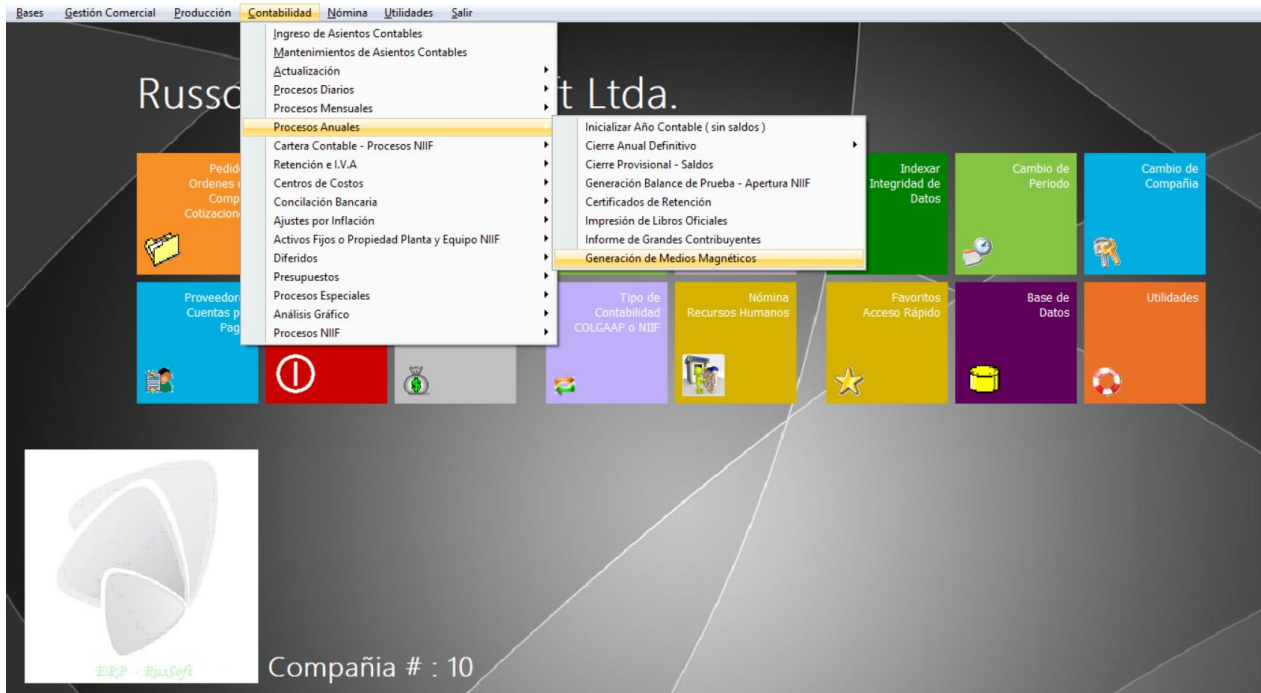 Bases Gestión Comercial Producción Contabilidad Nómina Utilidades Salir
Ingreso de Asientos Contables
Mantenimientos de Asientos Contables
Actualización
Procesos Diarios
Procesos Mensuales
Procesos Anuales
Cartera Contable - Procesos NIIF
Retención e I.V.A
Centros de Costos
Concilación Bancaria
Ajustes por Inflación
Activos Fijos o Propiedad Planta y Equipo NIIF
Diferidos
Presupuestos
Procesos Especiales
Análisis Gráfico
Procesos NIIF
Inicializar Año Contable ( sin saldos )
Cierre Anual Definitivo
Cierre Provisional - Saldos
Generación Balance de Prueba - Apertura NIIF
Certificados de Retención
Impresión de Libros Oficiales
Informe de Grandes Contribuyentes
Generación de Medios Magnéticos
Ltda.
Indexar
Integridad de
Datos
Cambio de
Periodo
Cambio de
Compañia
Tipo de
Contabilidad
COLGAAP o NIIF
Nómina
Recursos Humanos
Favoritos
Acceso Rápido
Base de
Datos
Utilidades
ERP - RusSoft
Compañia # : 10